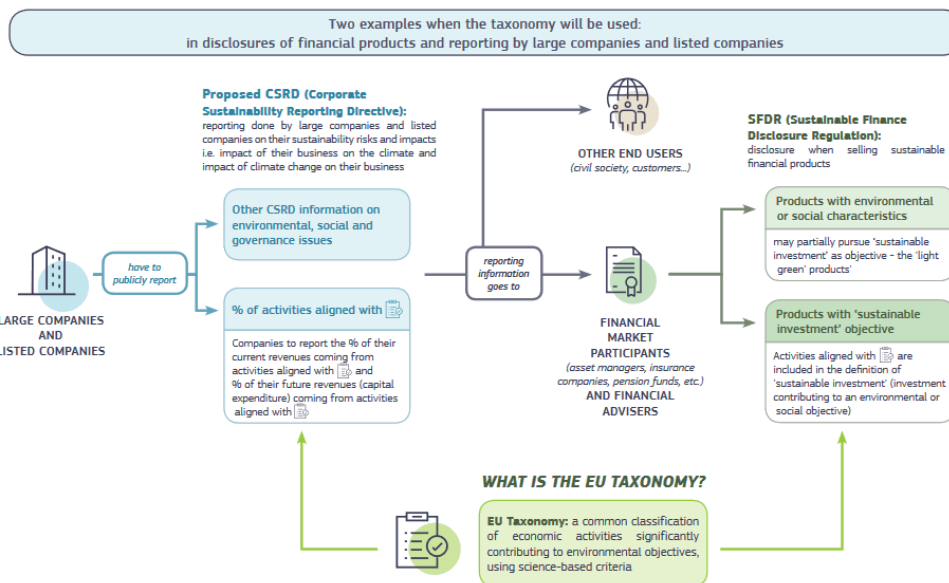 Two examples when the taxonomy will be used:
in disclosures of financial products and reporting by large companies and listed companies
Proposed CSRD (Corporate
Sustainability Reporting Directive):
reporting done by large companies and listed
companies on their sustainability risks and impacts
i.e. impact of their business on the climate and
impact of climate change on their business
LARGE COMPANIES
AND
LISTED COMPANIES
have to
publicly report
Other CSRD information on
environmental, social and
governance issues
% of activities aligned with
Companies to report the % of their
current revenues coming from
activities aligned with and
% of their future revenues (capital
expenditure) coming from activities
aligned with
reporting
information
goes to
OTHER END USERS
(civil society, customers...)
FINANCIAL
MARKET
PARTICIPANTS
(asset managers, insurance
companies, pension funds, etc.)
AND FINANCIAL
ADVISERS
SFDR (Sustainable Finance
Disclosure Regulation):
disclosure when selling sustainable
financial products
Products with environmental
or social characteristics
may partially pursue 'sustainable
investment' as objective - the 'light
green' products'
Products with 'sustainable
investment' objective
Activities aligned with are
included in the definition of
'sustainable investment' (investment
contributing to an environmental or
social objective)
WHAT IS THE EU TAXONOMY?
EU Taxonomy: a common classification
of economic activities significantly
contributing to environmental objectives,
using science-based criteria